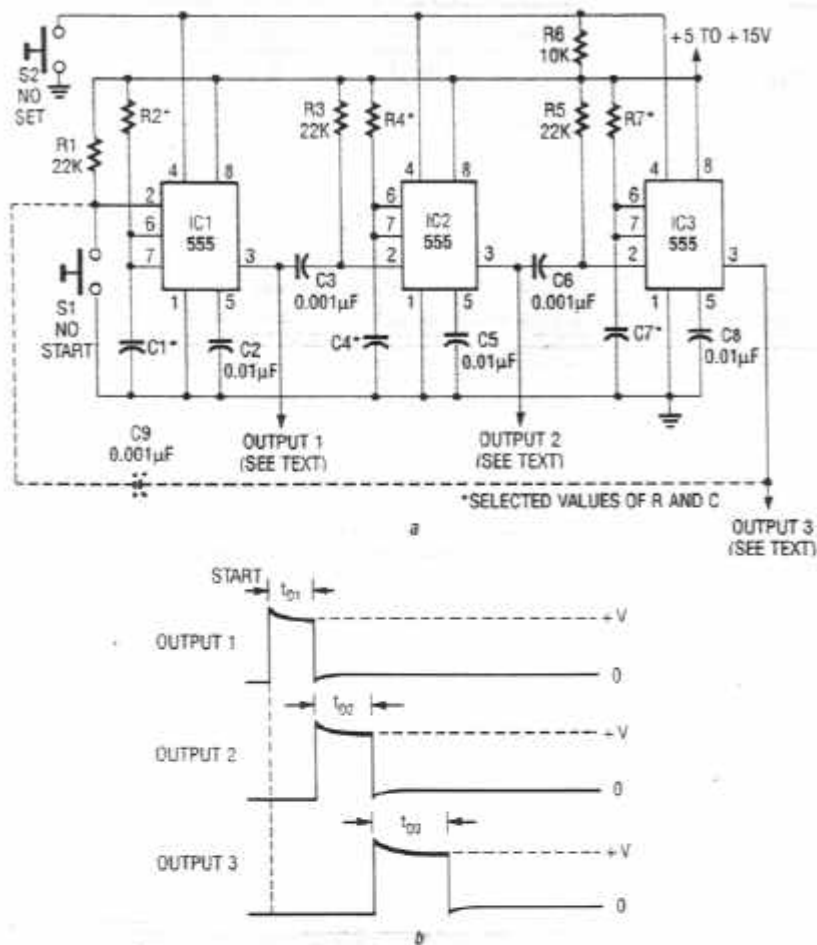 S2
NO
SET
R1
22K
R2*
4
8
2
6
7
IC1
555
3
1
5
S1
NO
START
C1*
C2
0.01µF
C3
0.001µF
R3
22K
R4*
4
8
6
7
2
IC2
555
3
1
5
C4*
C5
0.01µF
C6
0.001µF
R6
10K
+5 TO +15V
R5
22K
R7*
4
8
6
7
2
IC3
555
3
1
5
C7*
C8
0.01µF
OUTPUT 1
(SEE TEXT)
OUTPUT 2
(SEE TEXT)
C9
0.001µF
*SELECTED VALUES OF R AND C
OUTPUT 3
(SEE TEXT)
a
START
tD1
OUTPUT 1
+V
0
tD2
OUTPUT 2
+V
0
tD3
OUTPUT 3
+V
0
b